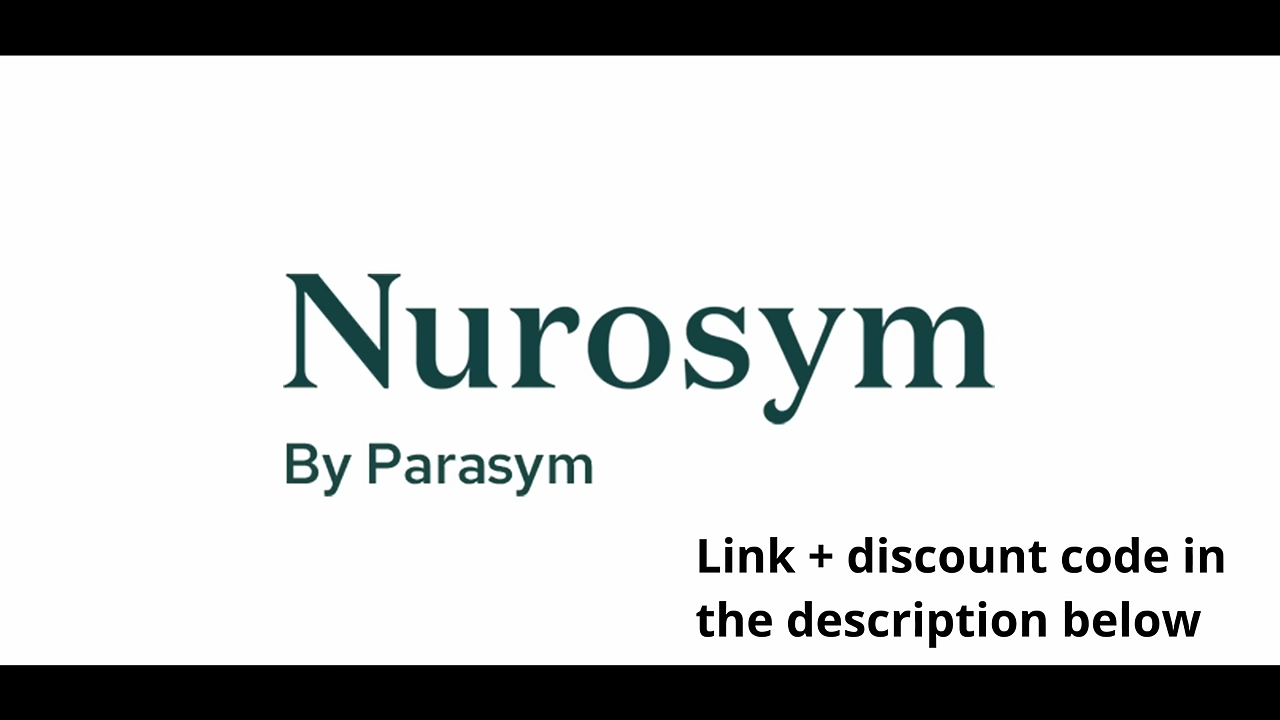 Nurosym
By Parasym
Link + discount code in
the description below